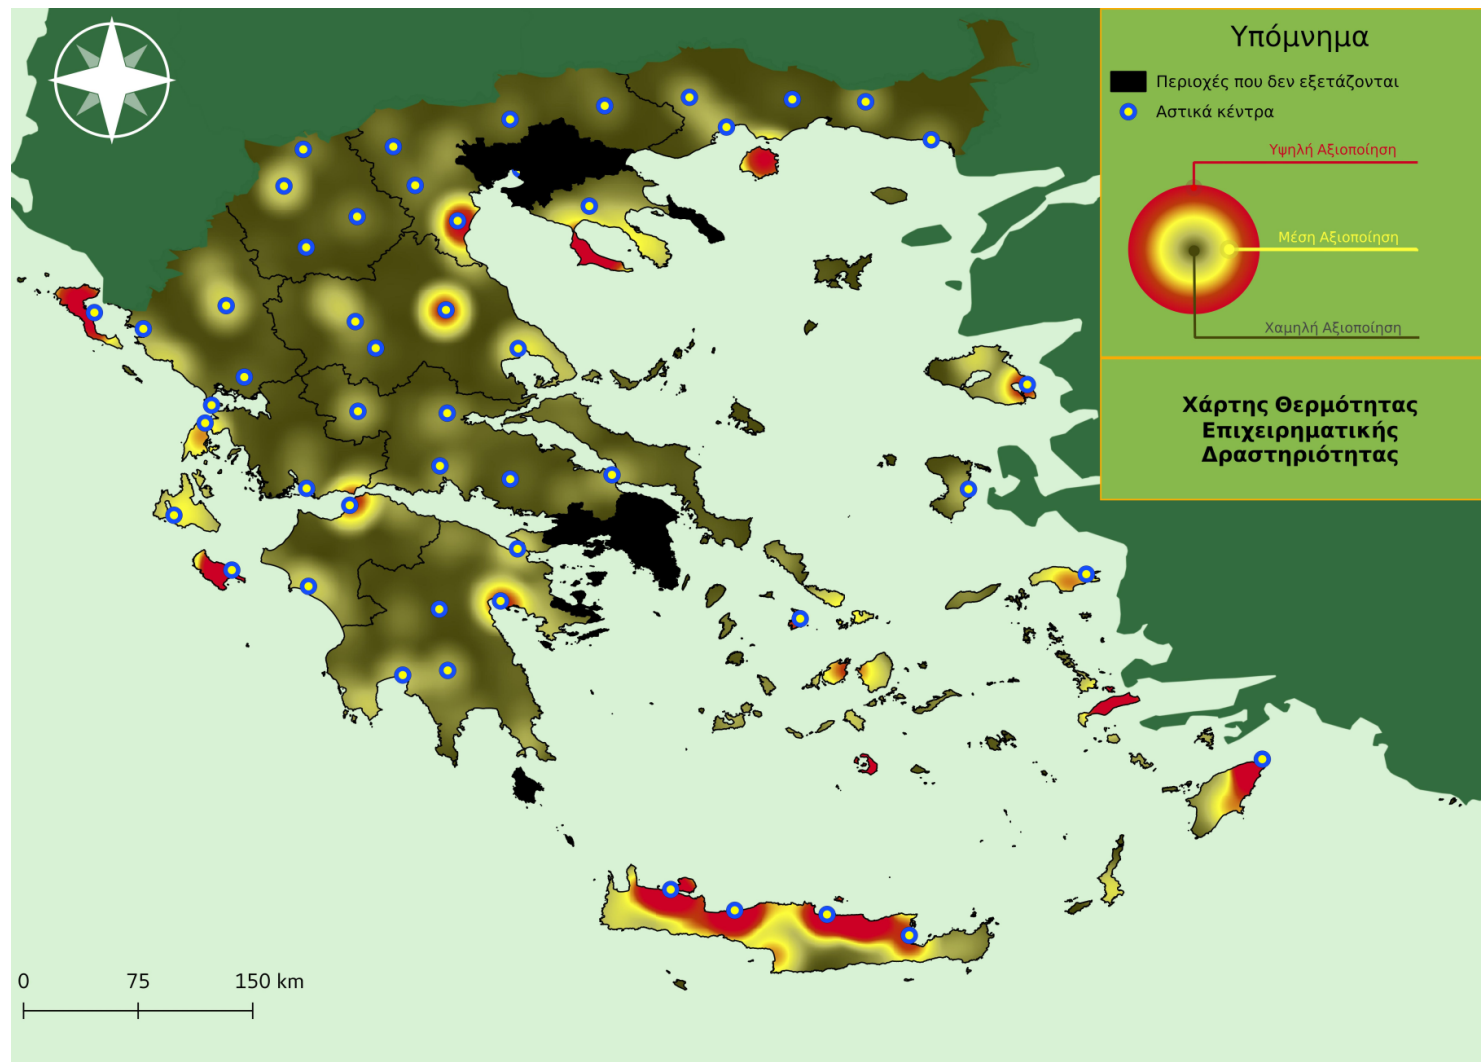 Υπόμνημα
Περιοχές που δεν εξετάζονται
Αστικά κέντρα
Υψηλή Αξιοποίηση
Μέση Αξιοποίηση
Χαμηλή Αξιοποίηση
Χάρτης Θερμότητας
Επιχειρηματικής
Δραστηριότητας
0 75 150 km